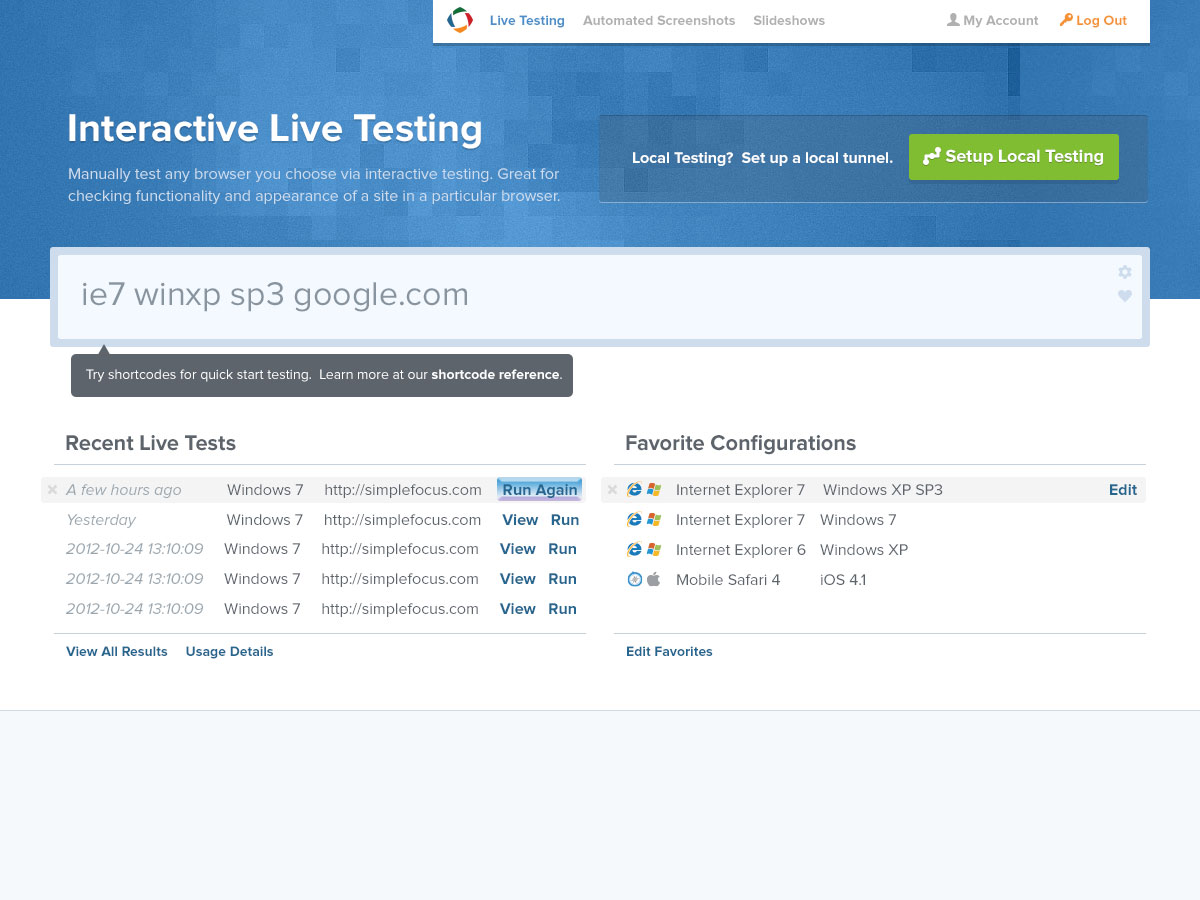 Live Testing Automated Screenshots Slideshows My Account Log Out
Interactive Live Testing
Manually test any browser you choose via interactive testing. Great for
checking functionality and appearance of a site in a particular browser.
Local Testing? Set up a local tunnel. Setup Local Testing
ie7 winxp sp3 google.com
Try shortcodes for quick start testing. Learn more at our shortcode reference.
Recent Live Tests
A few hours ago Windows 7 http://simplefocus.com Run Again
Yesterday Windows 7 http://simplefocus.com View Run
2012-10-24 13:10:09 Windows 7 http://simplefocus.com View Run
2012-10-24 13:10:09 Windows 7 http://simplefocus.com View Run
2012-10-24 13:10:09 Windows 7 http://simplefocus.com View Run
View All Results Usage Details
Favorite Configurations
Internet Explorer 7 Windows XP SP3 Edit
Internet Explorer 7 Windows 7
Internet Explorer 6 Windows XP
Mobile Safari 4 iOS 4.1
Edit Favorites